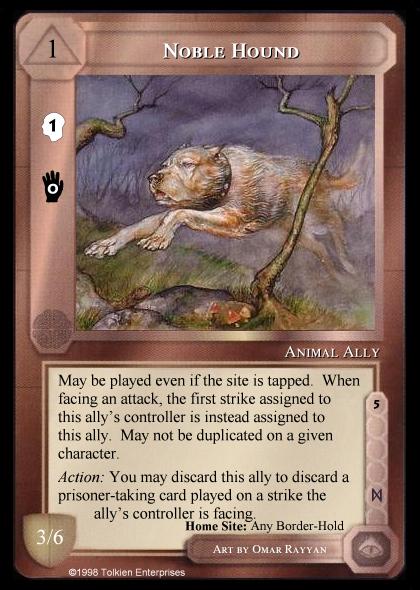 1
NOBLE HOUND
1
ANIMAL ALLY
May be played even if the site is tapped. When
facing an attack, the first strike assigned to
this ally's controller is instead assigned to
this ally. May not be duplicated on a given
character.
Action: You may discard this ally to discard a
prisoner-taking card played on a strike the
ally's controller is facing.
5
Home Site: Any Border-Hold
3/6
ART BY OMAR RAYYAN
©1998 Tolkien Enterprises